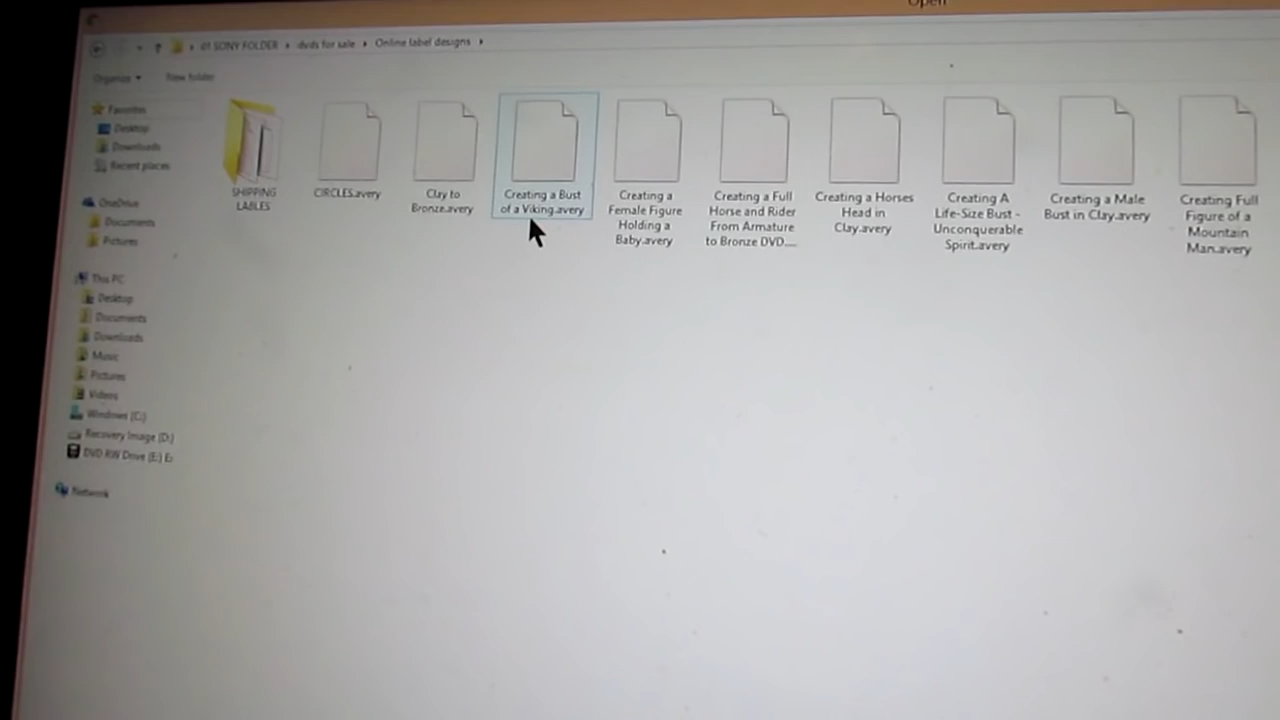 Open
01 SONY FOLDER
dvds for sale
Online label designs
Organize
New folder
Favorites
Desktop
Downloads
Recent places
OneDrive
Documents
Pictures
This PC
Desktop
Documents
Downloads
Music
Pictures
Videos
Windows (C:)
Recovery Image (D:)
DVD RW Drive (E:) E:
Network
SHIPPING
LABLES
CIRCLES.avery
Clay to
Bronze.avery
Creating a Bust
of a Viking.avery
Creating a
Female Figure
Holding a
Baby.avery
Creating a Full
Horse and Rider
From Armature
to Bronze DVD....
Creating a Horses
Head in
Clay.avery
Creating A
Life-Size Bust -
Unconquerable
Spirit.avery
Creating a Male
Bust in Clay.avery
Creating Full
Figure of a
Mountain
Man.avery